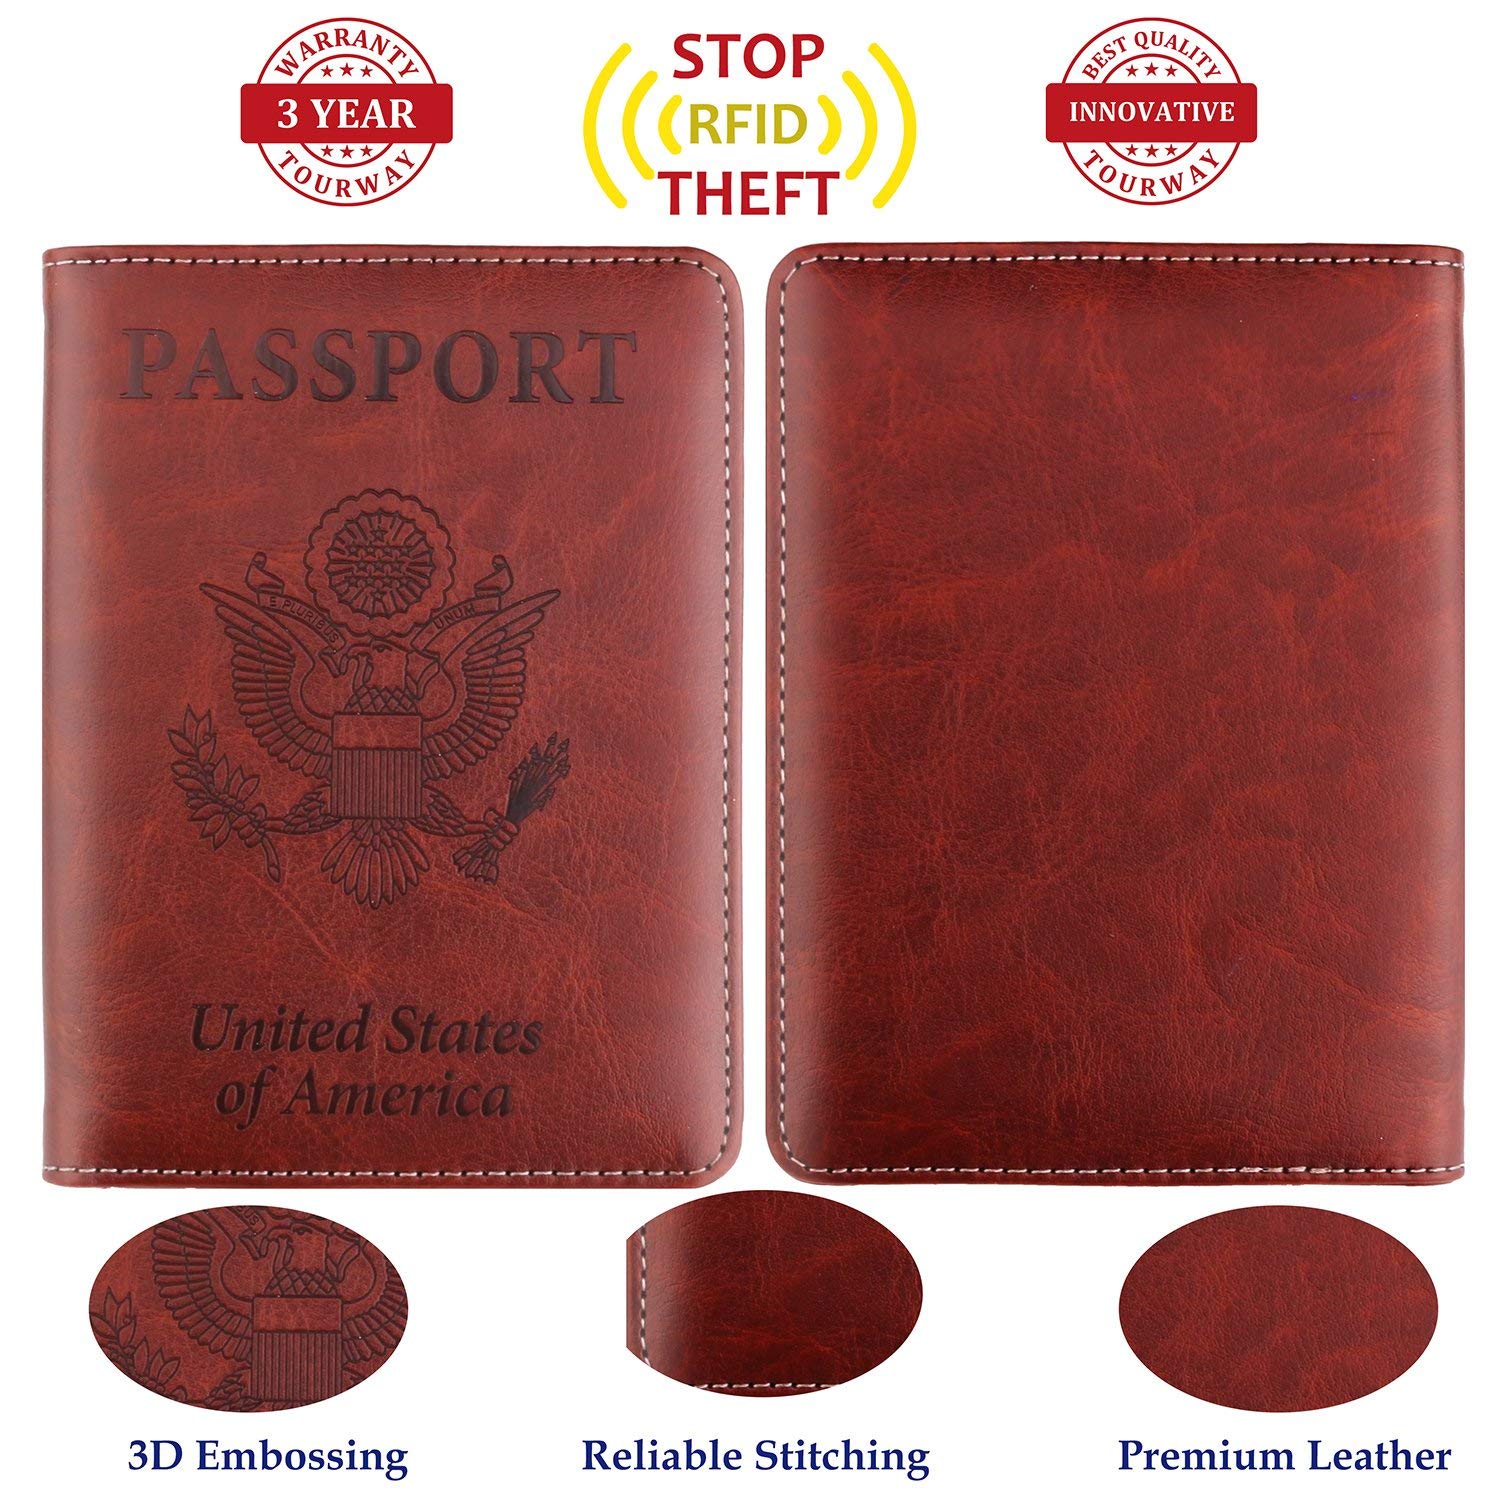 WARRANTY
3 YEAR
TOURWAY
STOP
RFID
THEFT
BEST QUALITY
INNOVATIVE
TOURWAY
PASSPORT
E PLURIBUS UNUM
United States
of America
BUS
3D Embossing
Reliable Stitching
Premium Leather